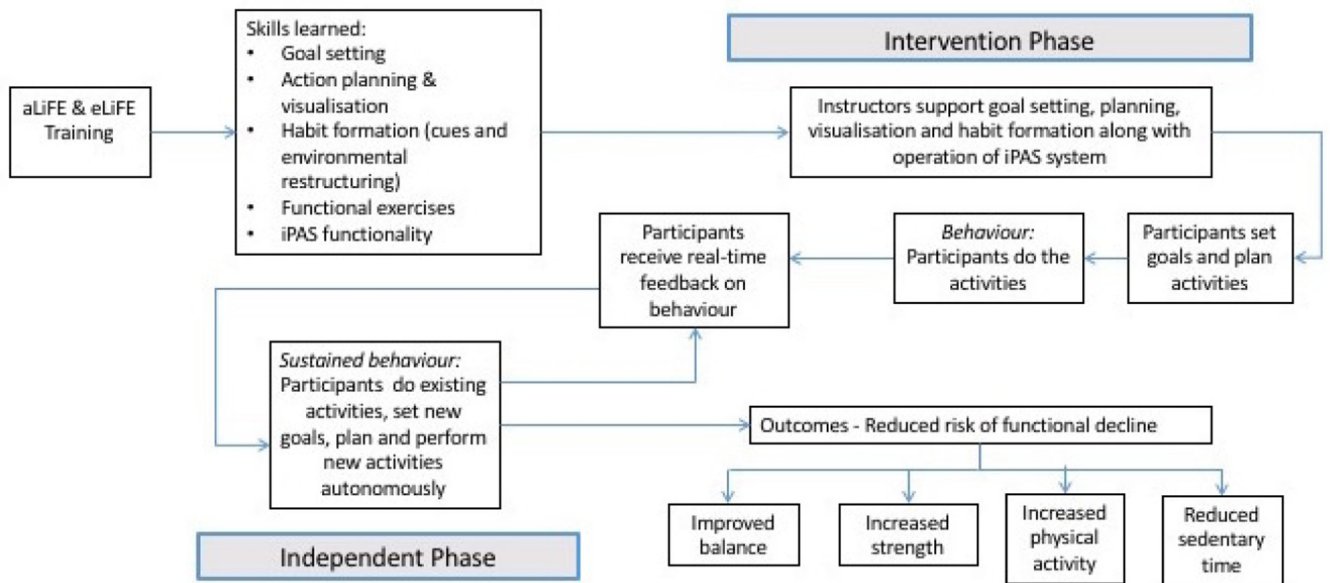 Skills learned:
• Goal setting
• Action planning &
visualisation
• Habit formation (cues and
environmental
restructuring)
• Functional exercises
• iPAS functionality
Intervention Phase
aLiFE & eLiFE
Training
Instructors support goal setting, planning,
visualisation and habit formation along with
operation of iPAS system
Participants
receive real-time
feedback on
behaviour
Behaviour:
Participants do the
activities
Participants set
goals and plan
activities
Sustained behaviour:
Participants do existing
activities, set new
goals, plan and perform
new activities
autonomously
Outcomes - Reduced risk of functional decline
Improved
balance
Increased
strength
Increased
physical
activity
Reduced
sedentary
time
Independent Phase